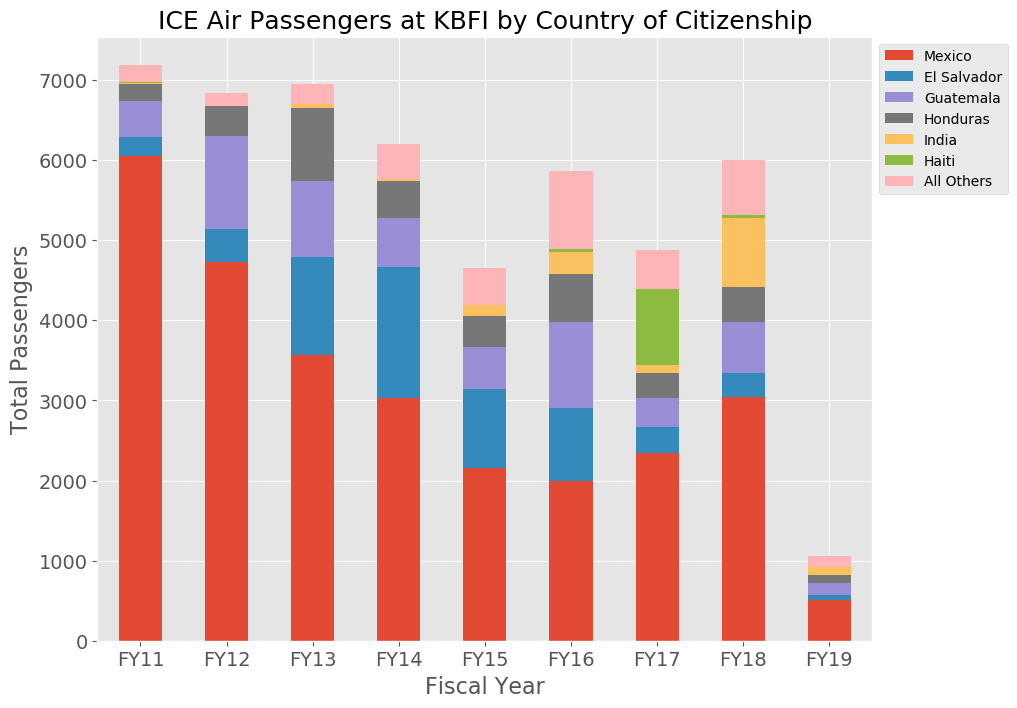 ICE Air Passengers at KBFI by Country of Citizenship
Mexico
El Salvador
Guatemala
Honduras
India
Haiti
All Others
Total Passengers
7000
6000
5000
4000
3000
2000
1000
0
FY11 FY12 FY13 FY14 FY15 FY16 FY17 FY18 FY19
Fiscal Year